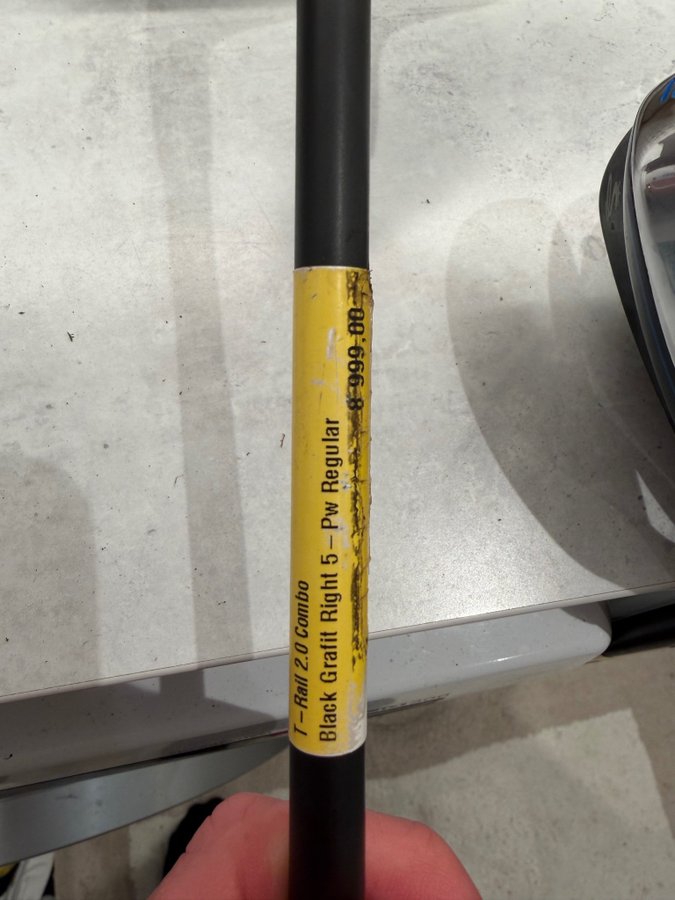 T-Rail 2.0 Combo
Black Grafit Right 5-Pw Regular
8 999,00